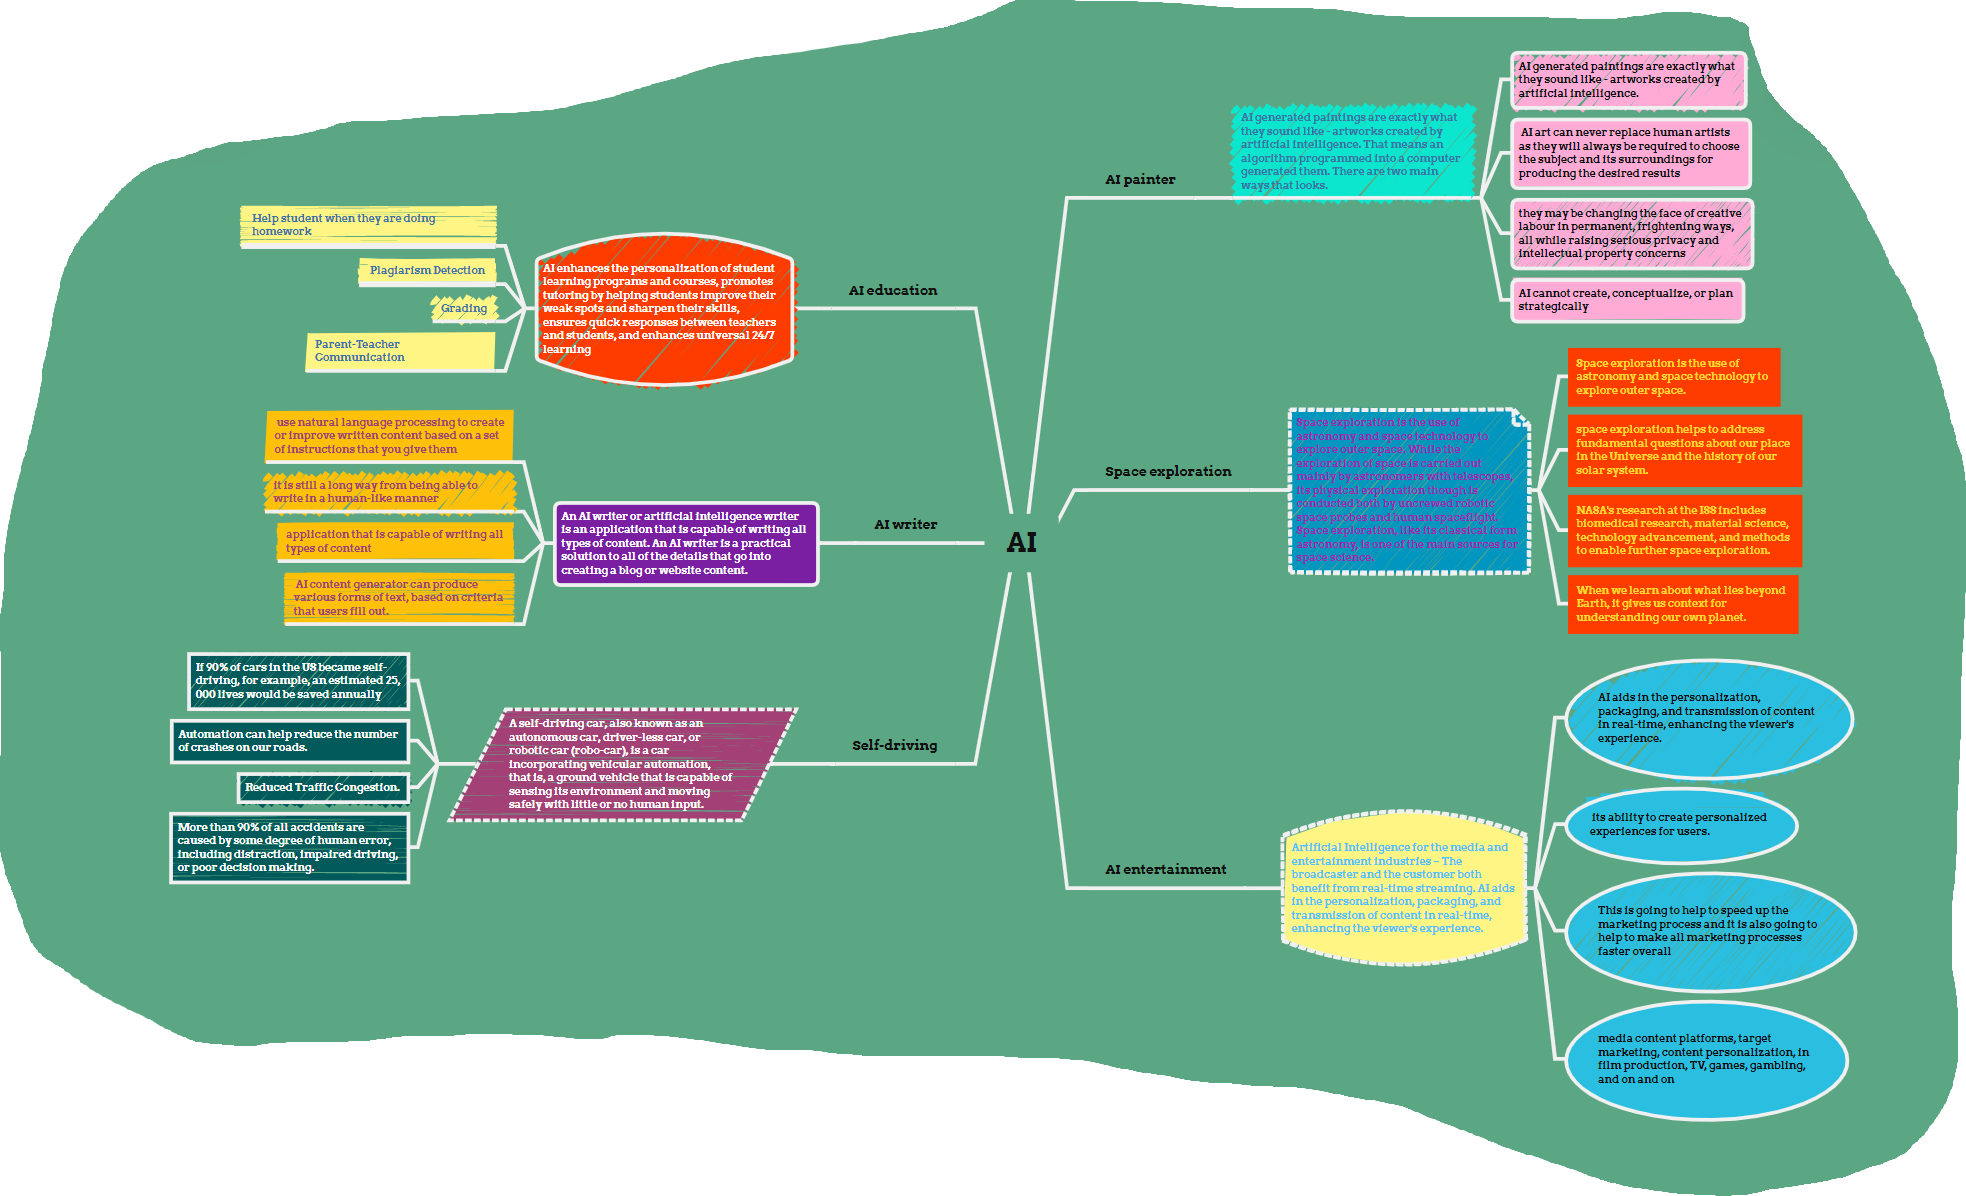 AI
AI painter
AI generated paintings are exactly what
they sound like - artworks created by
artificial intelligence. That means an
algorithm programmed into a computer
generated them. There are two main
ways that looks.
AI generated paintings are exactly what
they sound like - artworks created by
artificial intelligence.
AI art can never replace human artists
as they will always be required to choose
the subject and its surroundings for
producing the desired results
they may be changing the face of creative
labour in permanent, frightening ways,
all while raising serious privacy and
intellectual property concerns
AI cannot create, conceptualize, or plan
strategically
Space exploration
Space exploration is the use of
astronomy and space technology to
explore outer space. While the
exploration of space is carried out
mainly by astronomers with telescopes,
its physical exploration though is
conducted both by uncrewed robotic
space probes and human spaceflight.
Space exploration, like its classical form
astronomy, is one of the main sources for
space science.
Space exploration is the use of
astronomy and space technology to
explore outer space.
space exploration helps to address
fundamental questions about our place
in the Universe and the history of our
solar system.
NASA's research at the ISS includes
biomedical research, material science,
technology advancement, and methods
to enable further space exploration.
When we learn about what lies beyond
Earth, it gives us context for
understanding our own planet.
AI entertainment
Artificial Intelligence for the media and
entertainment industries – The
broadcaster and the customer both
benefit from real-time streaming. AI aids
in the personalization, packaging, and
transmission of content in real-time,
enhancing the viewer's experience.
AI aids in the personalization,
packaging, and transmission of content
in real-time, enhancing the viewer's
experience.
its ability to create personalized
experiences for users.
This is going to help to speed up the
marketing process and it is also going to
help to make all marketing processes
faster overall
media content platforms, target
marketing, content personalization, in
film production, TV, games, gambling,
and on and on
AI education
AI enhances the personalization of student
learning programs and courses, promotes
tutoring by helping students improve their
weak spots and sharpen their skills,
ensures quick responses between teachers
and students, and enhances universal 24/7
learning
Help student when they are doing
homework
Plagiarism Detection
Grading
Parent-Teacher
Communication
AI writer
An AI writer or artificial intelligence writer
is an application that is capable of writing all
types of content. An AI writer is a practical
solution to all of the details that go into
creating a blog or website content.
use natural language processing to create
or improve written content based on a set
of instructions that you give them
it is still a long way from being able to
write in a human-like manner
application that is capable of writing all
types of content
AI content generator can produce
various forms of text, based on criteria
that users fill out.
Self-driving
A self-driving car, also known as an
autonomous car, driver-less car, or
robotic car (robo-car), is a car
incorporating vehicular automation,
that is, a ground vehicle that is capable of
sensing its environment and moving
safely with little or no human input.
If 90% of cars in the US became self-
driving, for example, an estimated 25,
000 lives would be saved annually
Automation can help reduce the number
of crashes on our roads.
Reduced Traffic Congestion.
More than 90% of all accidents are
caused by some degree of human error,
including distraction, impaired driving,
or poor decision making.